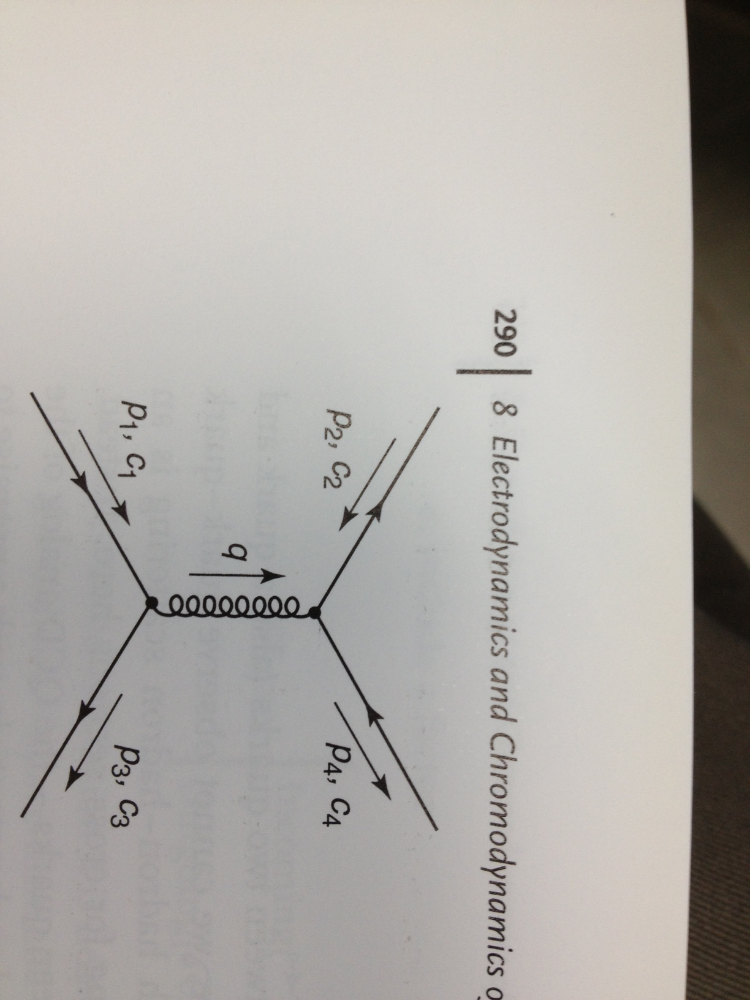 290 | 8 Electrodynamics and Chromodynamics
p2, c2
p4, c4
q
p1, c1
p3, c3